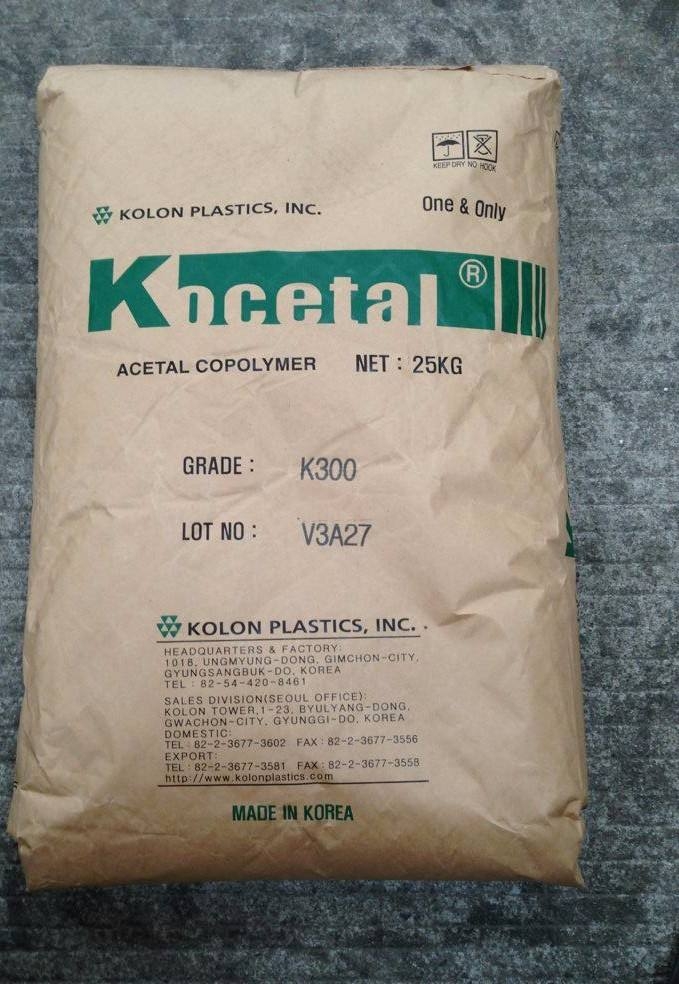 KEEP DRY NO HOOK
KOLON PLASTICS, INC.
One & Only
Kocetal®
ACETAL COPOLYMER NET : 25KG
GRADE : K300
LOT NO : V3A27
KOLON PLASTICS, INC.
HEADQUARTERS & FACTORY:
1018, UNGMYUNG-DONG, GIMCHON-CITY,
GYUNGSANGBUK-DO, KOREA
TEL : 82-54-420-8461
SALES DIVISION(SEOUL OFFICE):
KOLON TOWER,1-23, BYULYANG-DONG,
GWACHON-CITY, GYUNGGI-DO, KOREA
DOMESTIC:
TEL : 82-2-3677-3602 FAX : 82-2-3677-3556
EXPORT:
TEL : 82-2-3677-3581 FAX : 82-2-3677-3558
http://www.kolonplastics.com
MADE IN KOREA